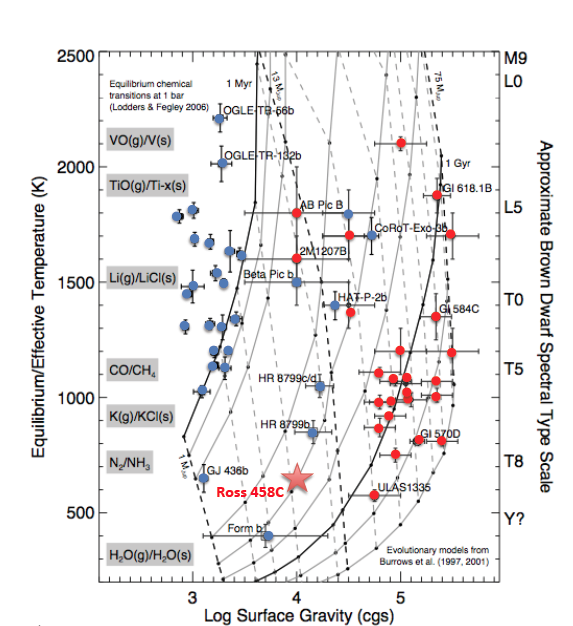 2500
2000
1500
1000
500
Equilibrium/Effective Temperature (K)
3
4
5
Log Surface Gravity (cgs)
M9
L0
L5
T0
T5
T8
Y?
Approximate Brown Dwarf Spectral Type Scale
Equilibrium chemical
transitions at 1 bar
(Lodders & Fegley 2006)
1 Myr
13 MJup
75 MJup
1 Gyr
1 MJup
OGLE-TR-56b
VO(g)/V(s)
OGLE-TR-132b
TiO(g)/Ti-x(s)
Gl 618.1B
AB Pic B
CoRoT-Exo-3b
2M1207B
Li(g)/LiCl(s)
Beta Pic b
HAT-P-2b
Gl 584C
CO/CH4
HR 8799c/d
K(g)/KCl(s)
HR 8799b
Gl 570D
N2/NH3
GJ 436b
Ross 458C
ULAS1335
Form b
H2O(g)/H2O(s)
Evolutionary models from
Burrows et al. (1997, 2001)